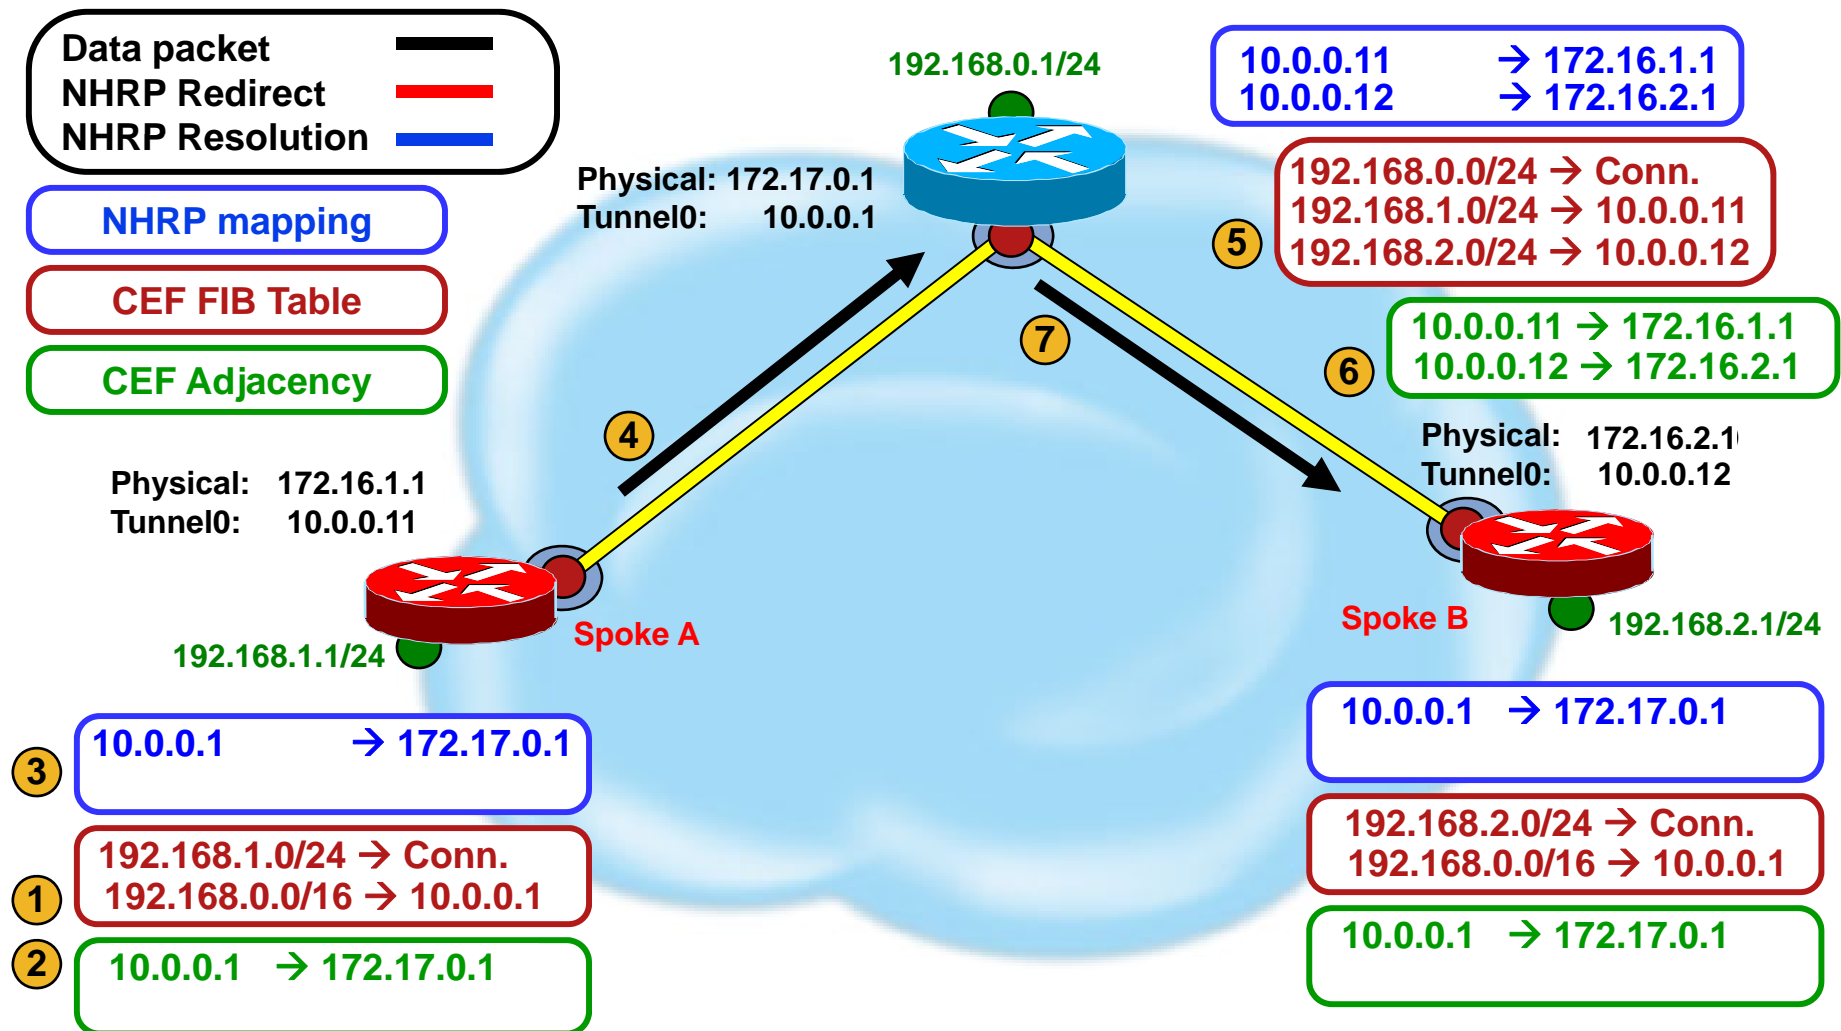 Data packet
NHRP Redirect
NHRP Resolution
NHRP mapping
CEF FIB Table
CEF Adjacency
192.168.0.1/24
Physical: 172.17.0.1
Tunnel0: 10.0.0.1
10.0.0.11 → 172.16.1.1
10.0.0.12 → 172.16.2.1
192.168.0.0/24 → Conn.
192.168.1.0/24 → 10.0.0.11
192.168.2.0/24 → 10.0.0.12
5
10.0.0.11 → 172.16.1.1
10.0.0.12 → 172.16.2.1
6
7
4
Physical: 172.16.1.1
Tunnel0: 10.0.0.11
Physical: 172.16.2.1
Tunnel0: 10.0.0.12
Spoke A
192.168.1.1/24
Spoke B
192.168.2.1/24
3
10.0.0.1 → 172.17.0.1
192.168.1.0/24 → Conn.
1
192.168.0.0/16 → 10.0.0.1
2
10.0.0.1 → 172.17.0.1
10.0.0.1 → 172.17.0.1
192.168.2.0/24 → Conn.
192.168.0.0/16 → 10.0.0.1
10.0.0.1 → 172.17.0.1